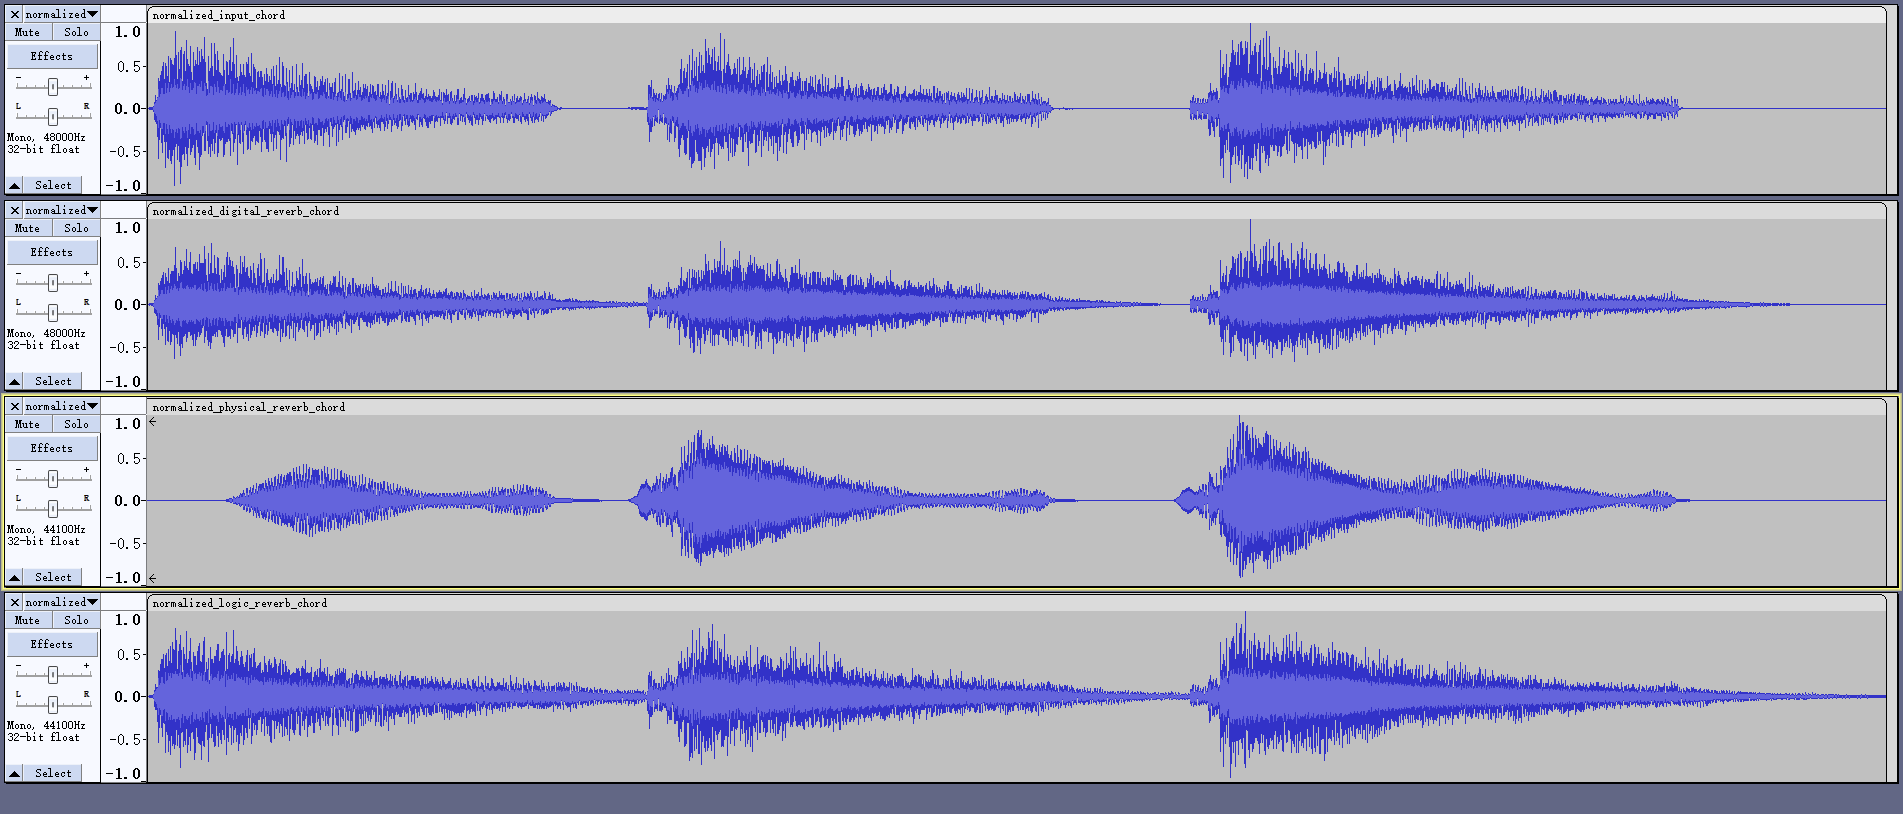 normalized
normalized_input_chord
Mute Solo
Effects
- +
L R
Mono, 48000Hz
32-bit float
Select
1.0
0.5
0.0
-0.5
-1.0
normalized
normalized_digital_reverb_chord
Mute Solo
Effects
- +
L R
Mono, 48000Hz
32-bit float
Select
1.0
0.5
0.0
-0.5
-1.0
normalized
normalized_physical_reverb_chord
Mute Solo
Effects
- +
L R
Mono, 44100Hz
32-bit float
Select
1.0
0.5
0.0
-0.5
-1.0
normalized
normalized_logic_reverb_chord
Mute Solo
Effects
- +
L R
Mono, 44100Hz
32-bit float
Select
1.0
0.5
0.0
-0.5
-1.0